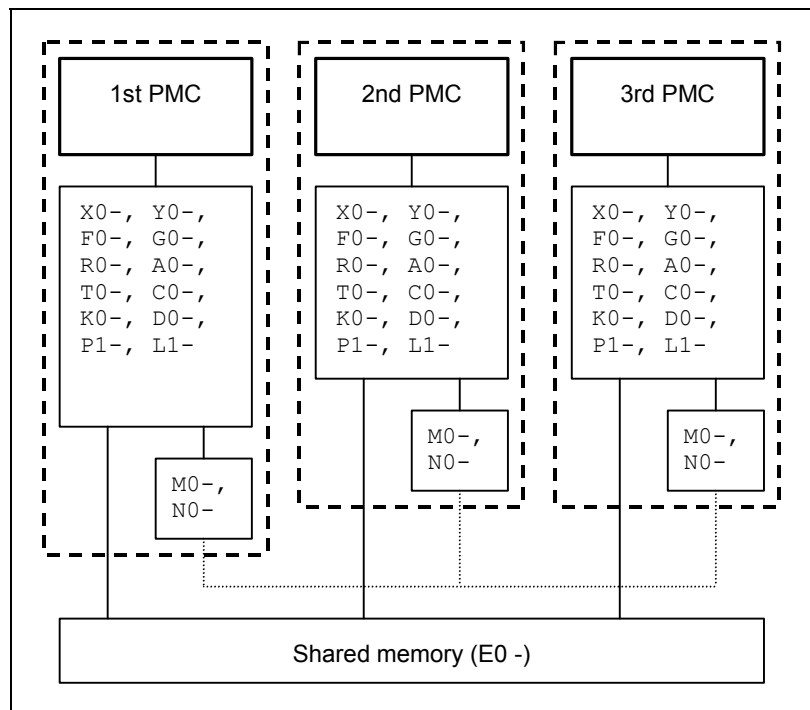 1st PMC
X0-, Y0-,
F0-, G0-,
R0-, A0-,
T0-, C0-,
K0-, D0-,
P1-, L1-
M0-,
N0-
2nd PMC
X0-, Y0-,
F0-, G0-,
R0-, A0-,
T0-, C0-,
K0-, D0-,
P1-, L1-
M0-,
N0-
3rd PMC
X0-, Y0-,
F0-, G0-,
R0-, A0-,
T0-, C0-,
K0-, D0-,
P1-, L1-
M0-,
N0-
Shared memory (E0 -)